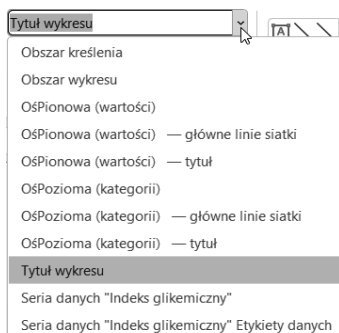 Tytuł wykresu
A
Obszar kreślenia
Obszar wykresu
OśPionowa (wartości)
OśPionowa (wartości) — główne linie siatki
OśPionowa (wartości) — tytuł
OśPozioma (kategorii)
OśPozioma (kategorii) — główne linie siatki
OśPozioma (kategorii) — tytuł
Tytuł wykresu
Seria danych "Indeks glikemiczny"
Seria danych "Indeks glikemiczny" Etykiety danych